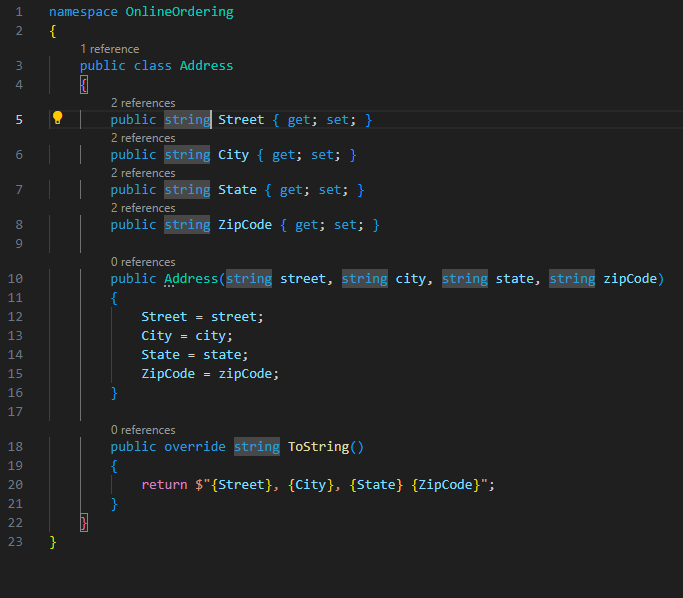 1 namespace OnlineOrdering
2 {
1 reference
3 public class Address
4 {
2 references
5 public string Street { get; set; }
2 references
6 public string City { get; set; }
2 references
7 public string State { get; set; }
2 references
8 public string ZipCode { get; set; }
9
0 references
10 public Address(string street, string city, string state, string zipCode)
11 {
12 Street = street;
13 City = city;
14 State = state;
15 ZipCode = zipCode;
16 }
17
0 references
18 public override string ToString()
19 {
20 return $"{Street}, {City}, {State} {ZipCode}";
21 }
22 }
23 }